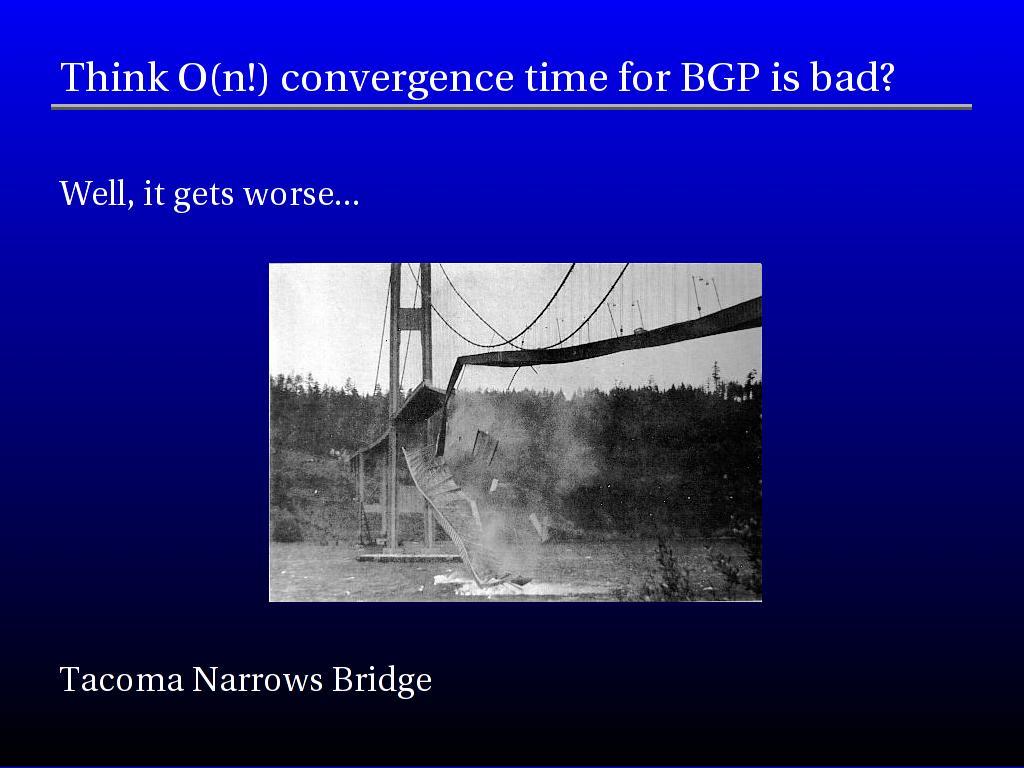 Think O(n!) convergence time for BGP is bad?
Well, it gets worse...
Tacoma Narrows Bridge